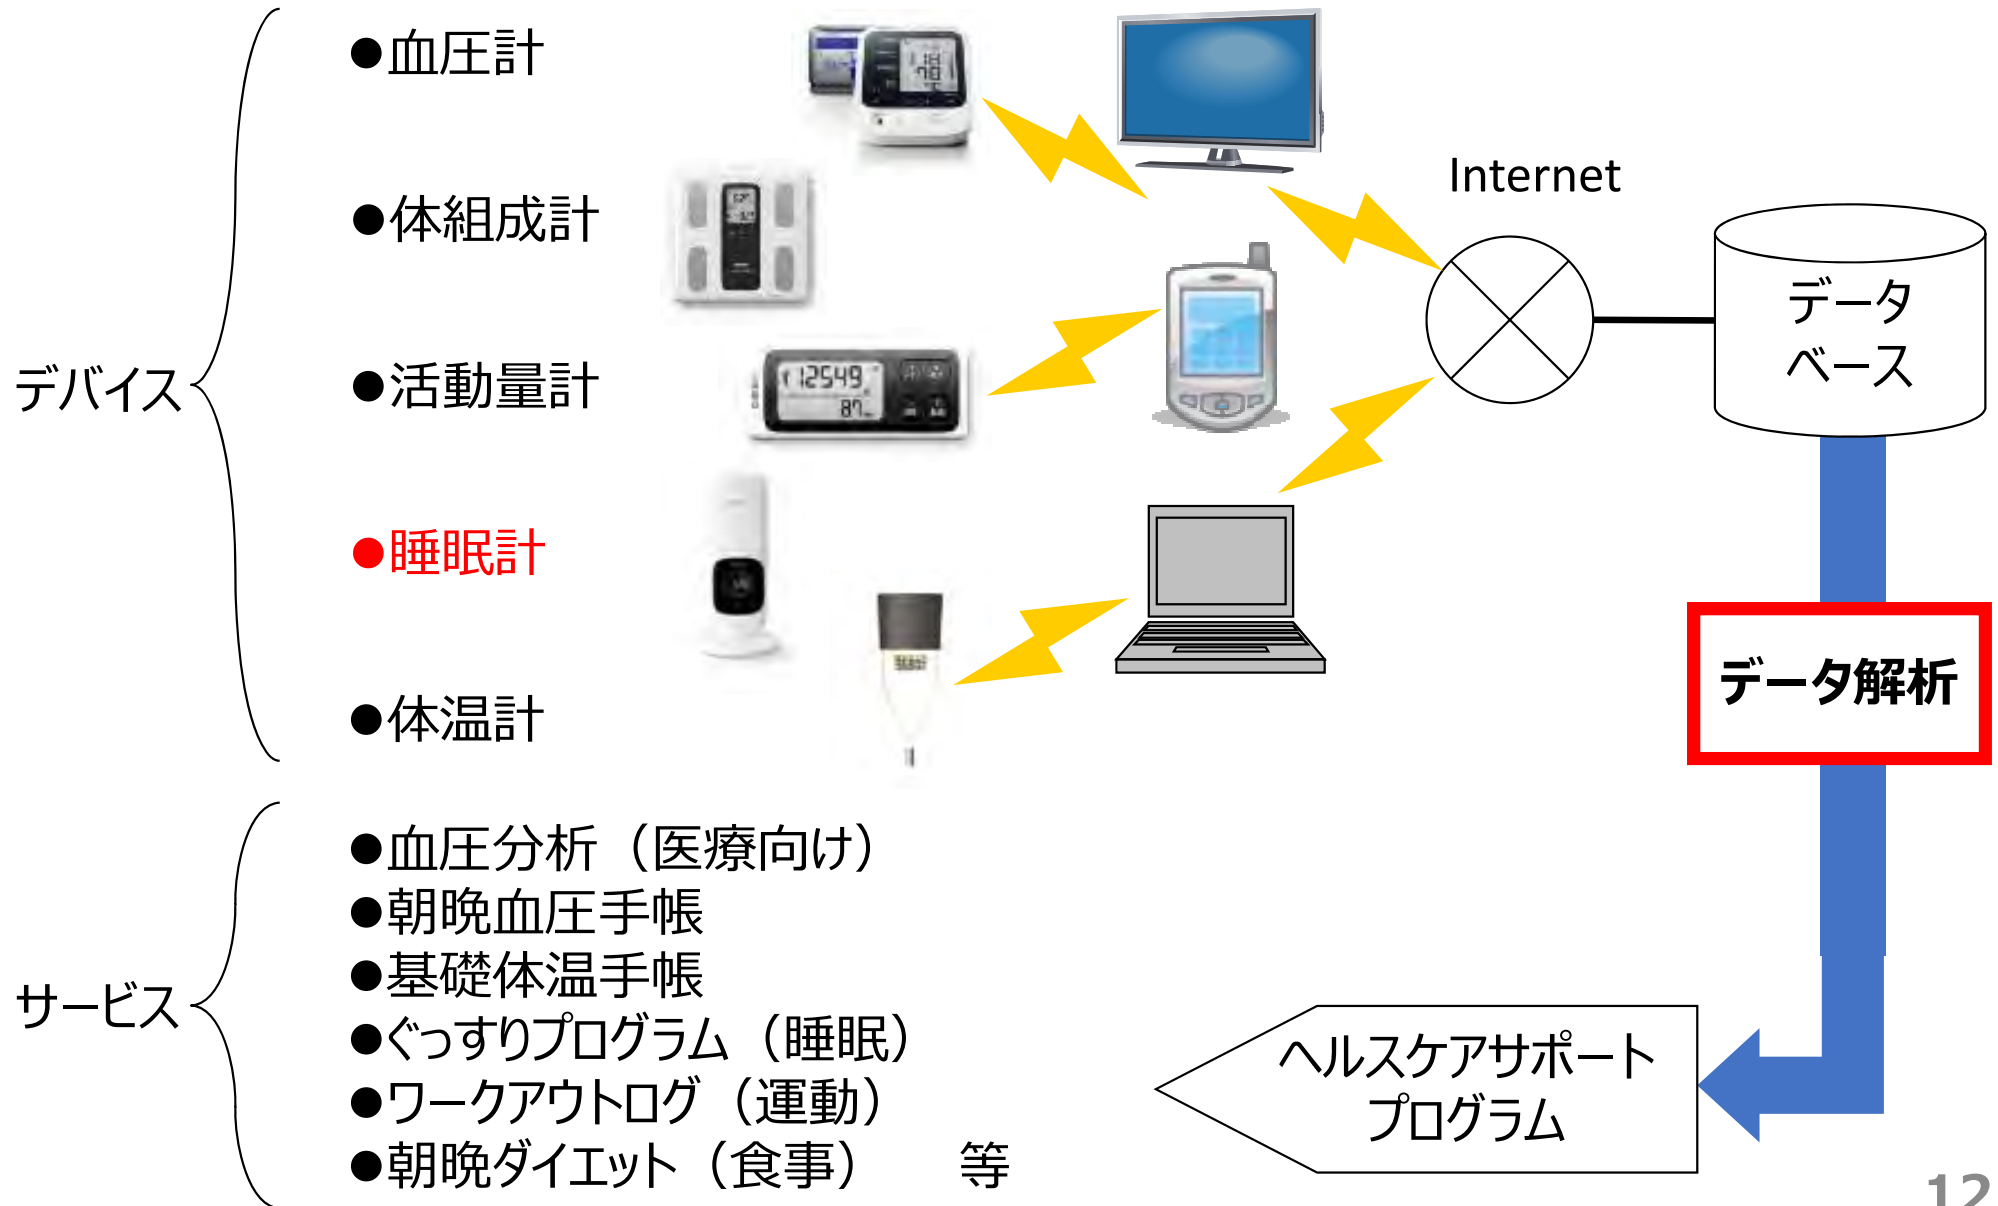 ●血圧計
●体組成計
デバイス
●活動量計
12549
●睡眠計
●体温計
Internet
データ
ベース
データ解析
サービス
●血圧分析（医療向け）
●朝晩血圧手帳
●基礎体温手帳
●ぐっすりプログラム（睡眠）
●ワークアウトログ（運動）
●朝晩ダイエット（食事）　等
ヘルスケアサポート
プログラム
12